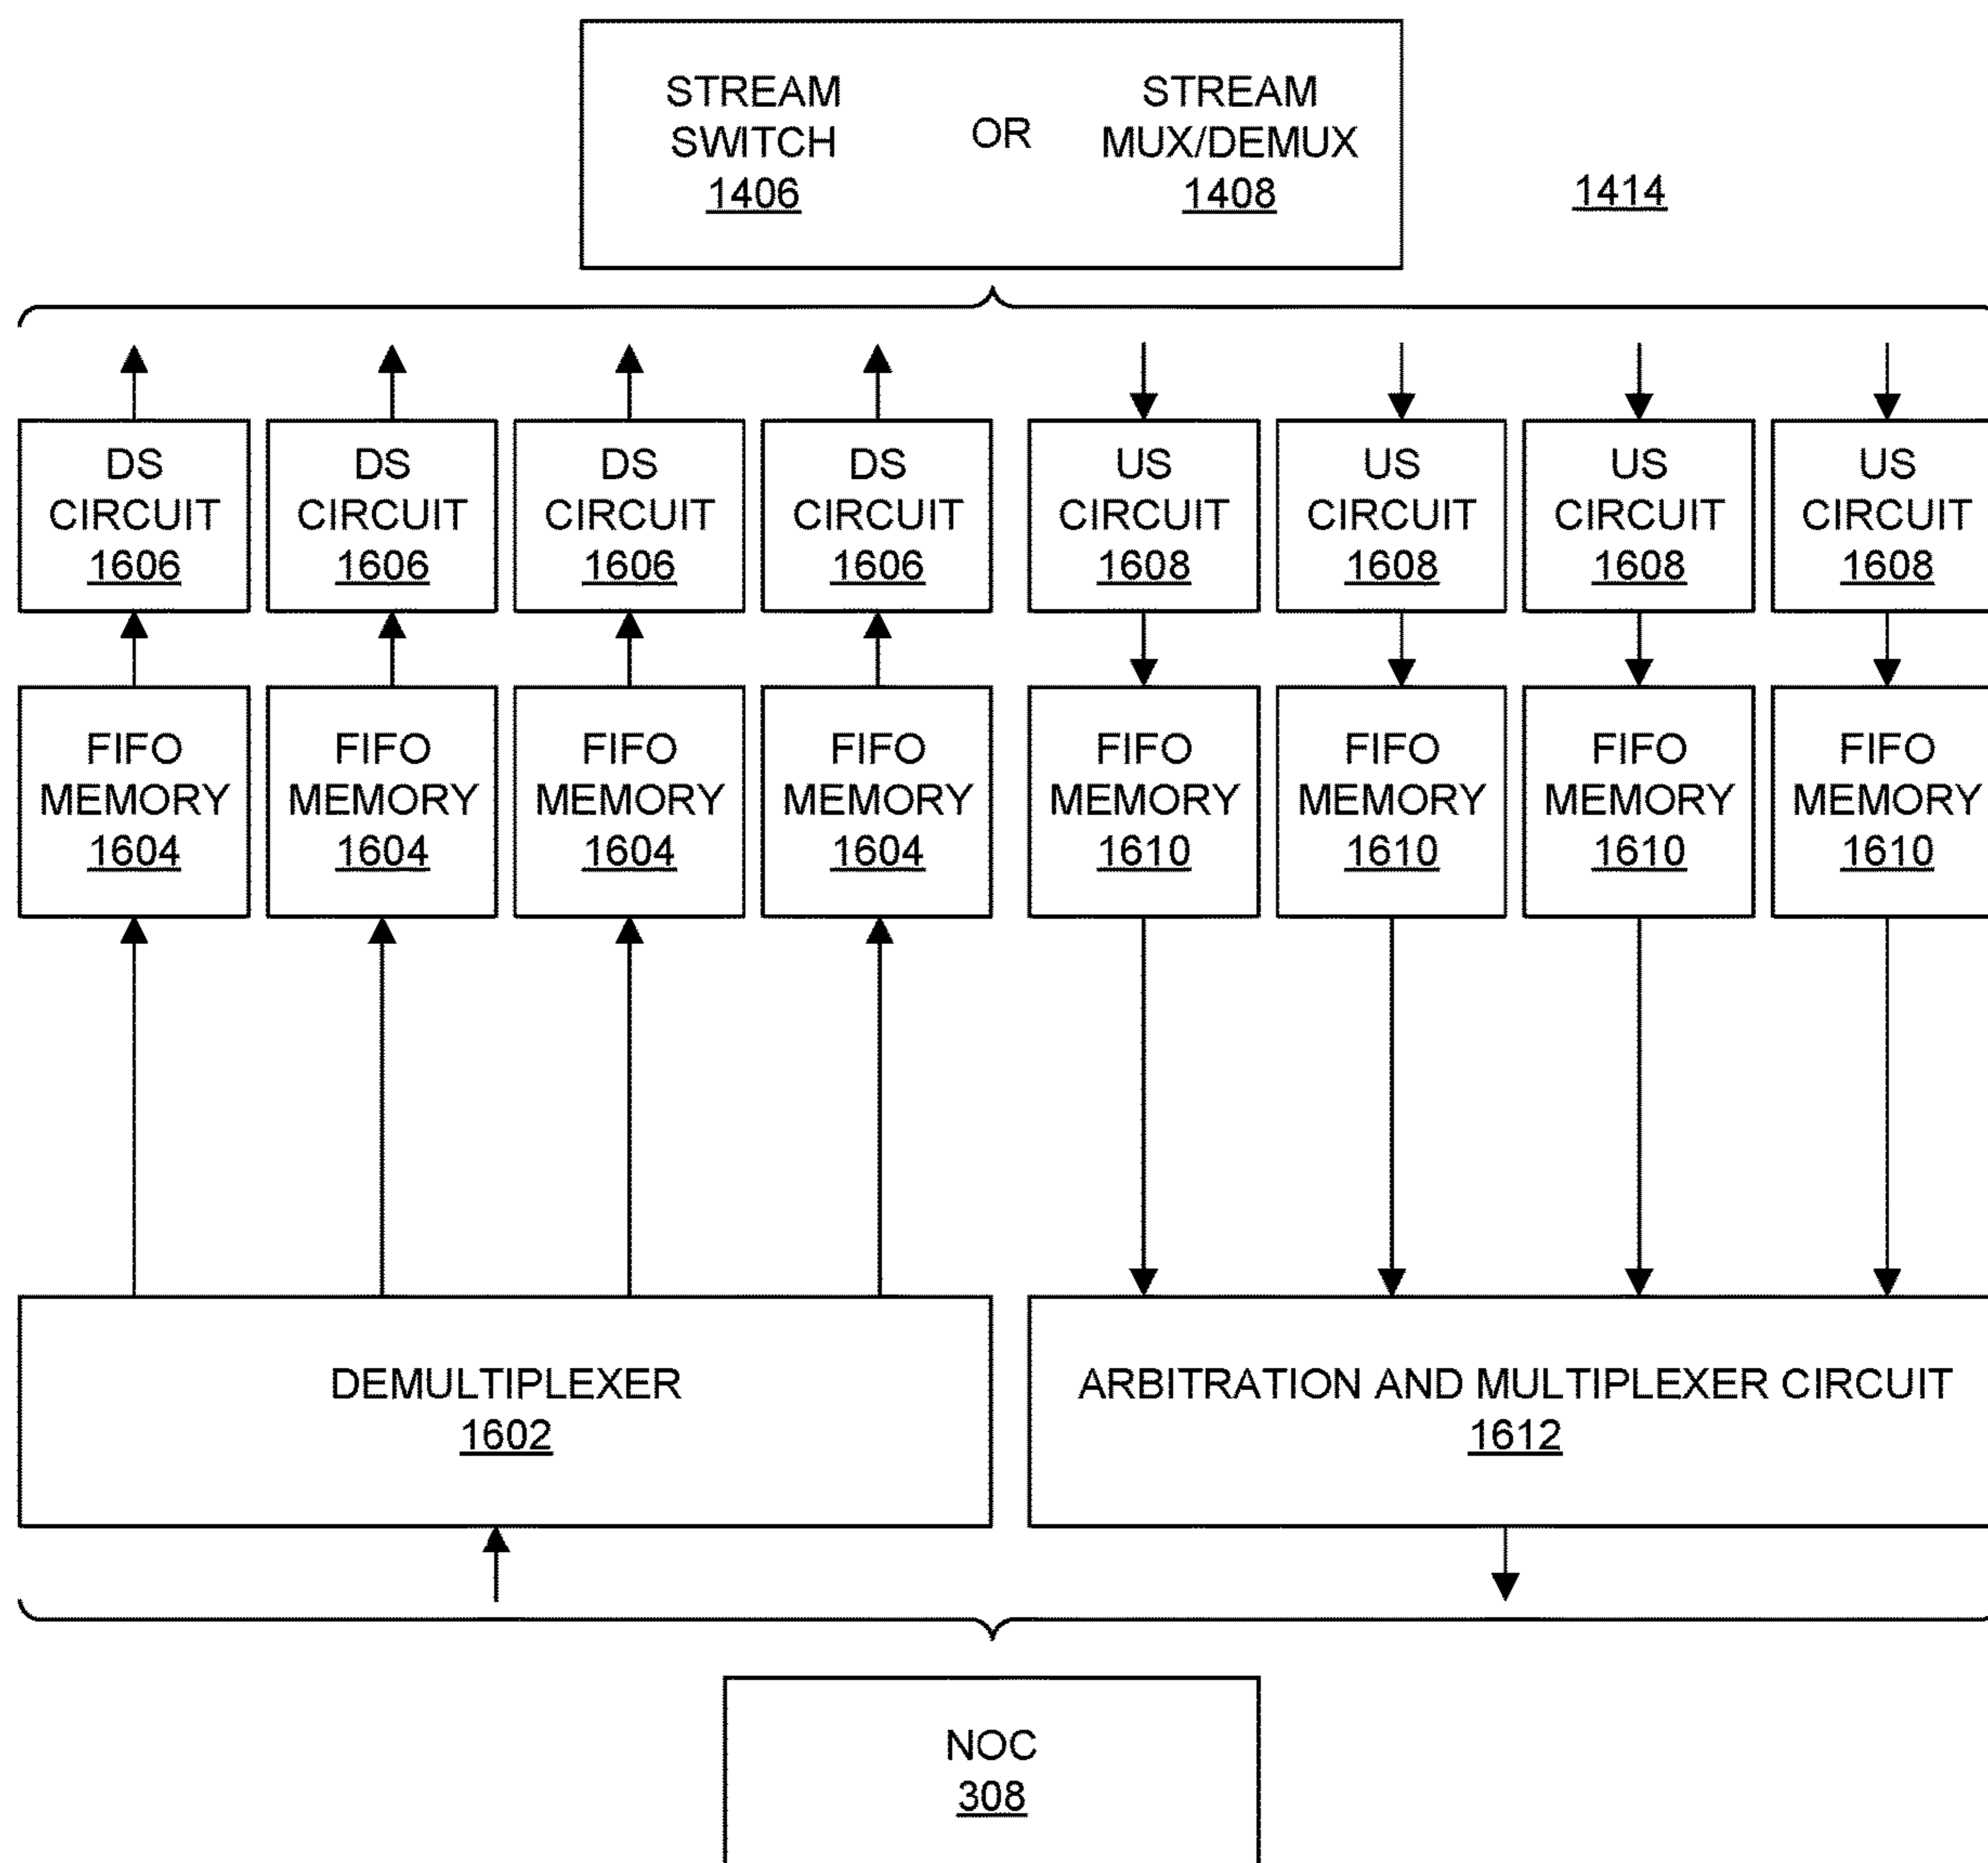 STREAM SWITCH 1406
OR
STREAM MUX/DEMUX 1408
1414
DS CIRCUIT 1606
DS CIRCUIT 1606
DS CIRCUIT 1606
DS CIRCUIT 1606
US CIRCUIT 1608
US CIRCUIT 1608
US CIRCUIT 1608
US CIRCUIT 1608
FIFO MEMORY 1604
FIFO MEMORY 1604
FIFO MEMORY 1604
FIFO MEMORY 1604
FIFO MEMORY 1610
FIFO MEMORY 1610
FIFO MEMORY 1610
FIFO MEMORY 1610
DEMULTIPLEXER
1602
ARBITRATION AND MULTIPLEXER CIRCUIT
1612
NOC
308